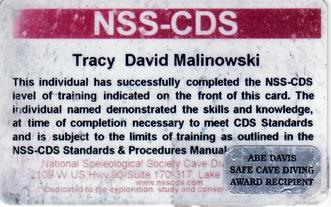 NSS-CDS
Tracy David Malinowski
This individual has successfully completed the NSS-CDS
level of training indicated on the front of this card. The
individual named demonstrated the skills and knowledge,
at time of completion necessary to meet CDS Standards
and is subject to the limits of training as outlined in the
NSS-CDS Standards & Procedures Manual
National Speleological Society Cave Div
2109 W US Hwy 90 Suite 170-317, Lake
www.nsscds.com
Dedicated to the exploration, study and conser
ABE DAVIS
SAFE CAVE DIVING
AWARD RECIPIENT